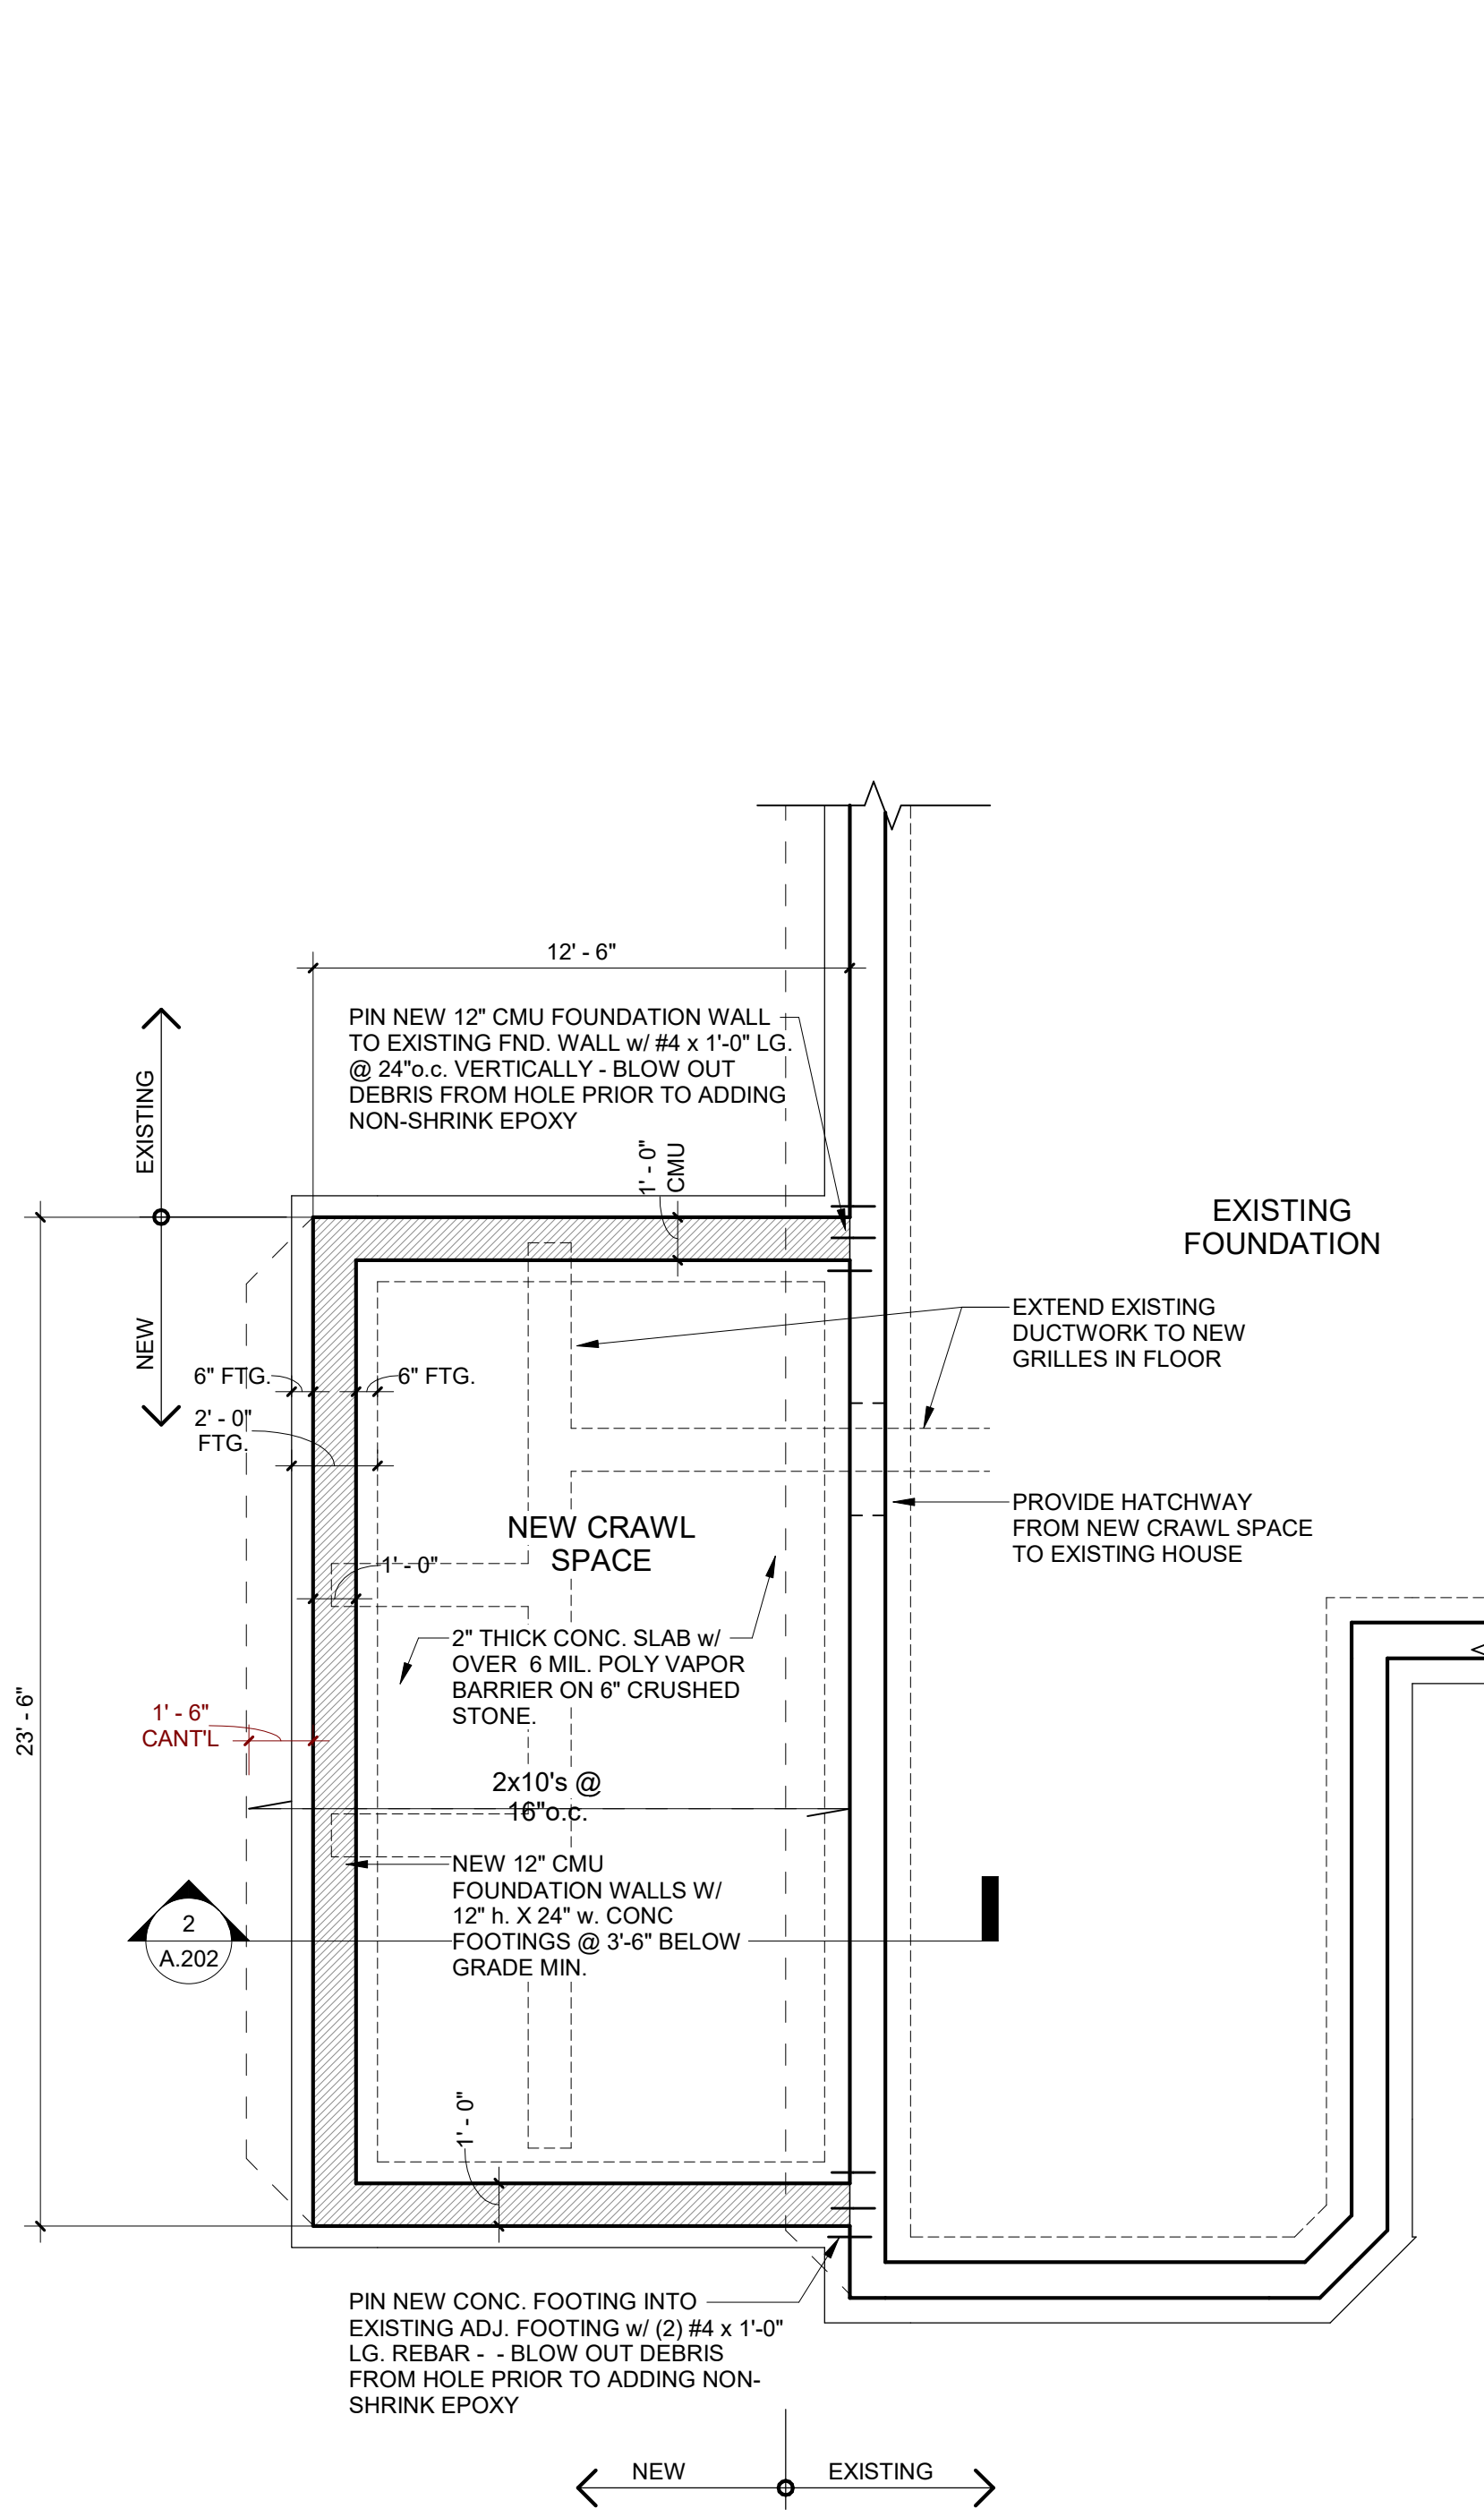 12' - 6"
PIN NEW 12" CMU FOUNDATION WALL
TO EXISTING FND. WALL w/ #4 x 1'-0" LG.
@ 24"o.c. VERTICALLY - BLOW OUT
DEBRIS FROM HOLE PRIOR TO ADDING
NON-SHRINK EPOXY
EXISTING
NEW
1' - 0"
CMU
EXISTING
FOUNDATION
EXTEND EXISTING
DUCTWORK TO NEW
GRILLES IN FLOOR
6" FTG.
6" FTG.
2' - 0"
FTG.
PROVIDE HATCHWAY
FROM NEW CRAWL SPACE
TO EXISTING HOUSE
NEW CRAWL
SPACE
1' - 0"
2" THICK CONC. SLAB w/
OVER 6 MIL. POLY VAPOR
BARRIER ON 6" CRUSHED
STONE.
23' - 6"
1' - 6"
CANT'L
2x10's @
16"o.c.
NEW 12" CMU
FOUNDATION WALLS W/
12" h. X 24" w. CONC
FOOTINGS @ 3'-6" BELOW
GRADE MIN.
2
A.202
1' - 0"
PIN NEW CONC. FOOTING INTO
EXISTING ADJ. FOOTING w/ (2) #4 x 1'-0"
LG. REBAR - - BLOW OUT DEBRIS
FROM HOLE PRIOR TO ADDING NON-
SHRINK EPOXY
NEW
EXISTING